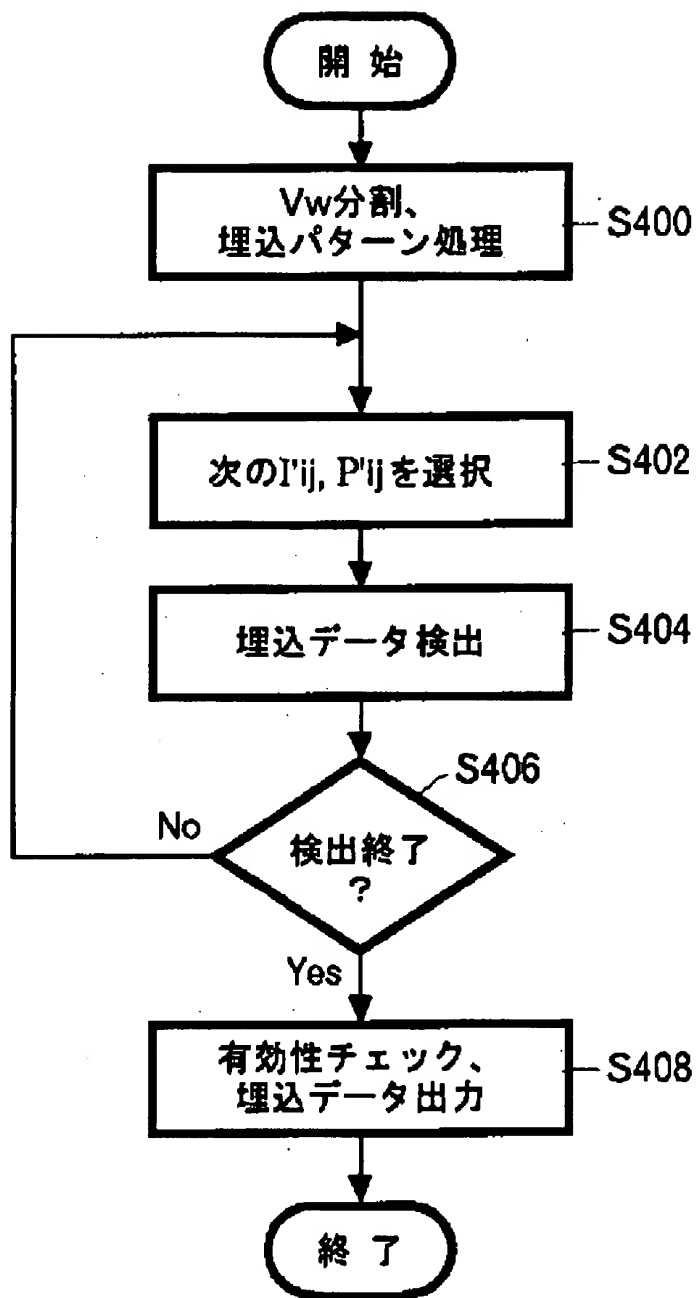 開 始
Vw分割、
埋込パターン処理
S400
次のI'ij, P'ijを選択
S402
埋込データ検出
S404
S406
No
検出終了
?
Yes
有効性チェック、
埋込データ出力
S408
終 了